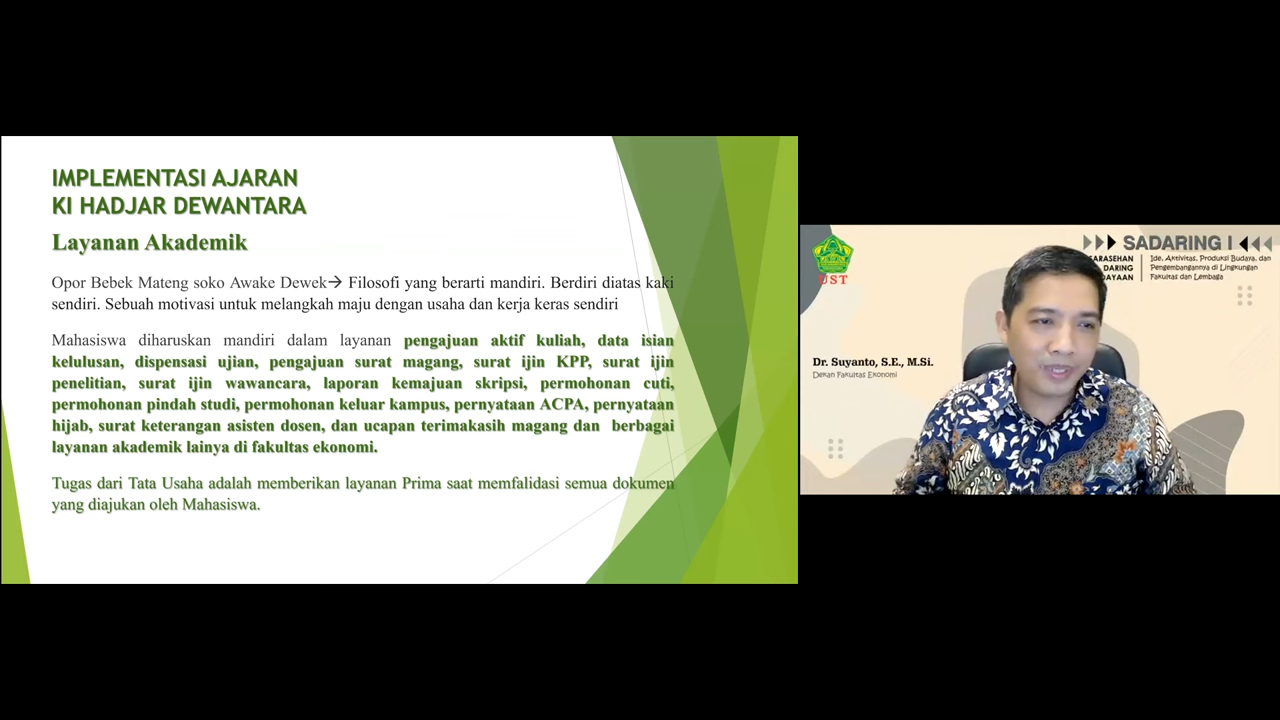 IMPLEMENTASI AJARAN
KI HADJAR DEWANTARA
Layanan Akademik
Opor Bebek Mateng soko Awake Dewek→ Filosofi yang berarti mandiri. Berdiri diatas kaki
sendiri. Sebuah motivasi untuk melangkah maju dengan usaha dan kerja keras sendiri
Mahasiswa diharuskan mandiri dalam layanan pengajuan aktif kuliah, data isian
kelulusan, dispensasi ujian, pengajuan surat magang, surat ijin KPP, surat ijin
penelitian, surat ijin wawancara, laporan kemajuan skripsi, permohonan cuti,
permohonan pindah studi, permohonan keluar kampus, pernyataan ACPA, pernyataan
hijab, surat keterangan asisten dosen, dan ucapan terimakasih magang dan berbagai
layanan akademik lainya di fakultas ekonomi.
Tugas dari Tata Usaha adalah memberikan layanan Prima saat memfalidasi semua dokumen
yang diajukan oleh Mahasiswa.
UST
SADARING I
SARASEHAN
DARING
DAYAAN
Ide, Aktivitas, Produksi Budaya, dan
Pengembangannya di Lingkungan
Fakultas dan Lembaga
Dr. Suyanto, S.E., M.Si.
Dekan Fakultas Ekonomi